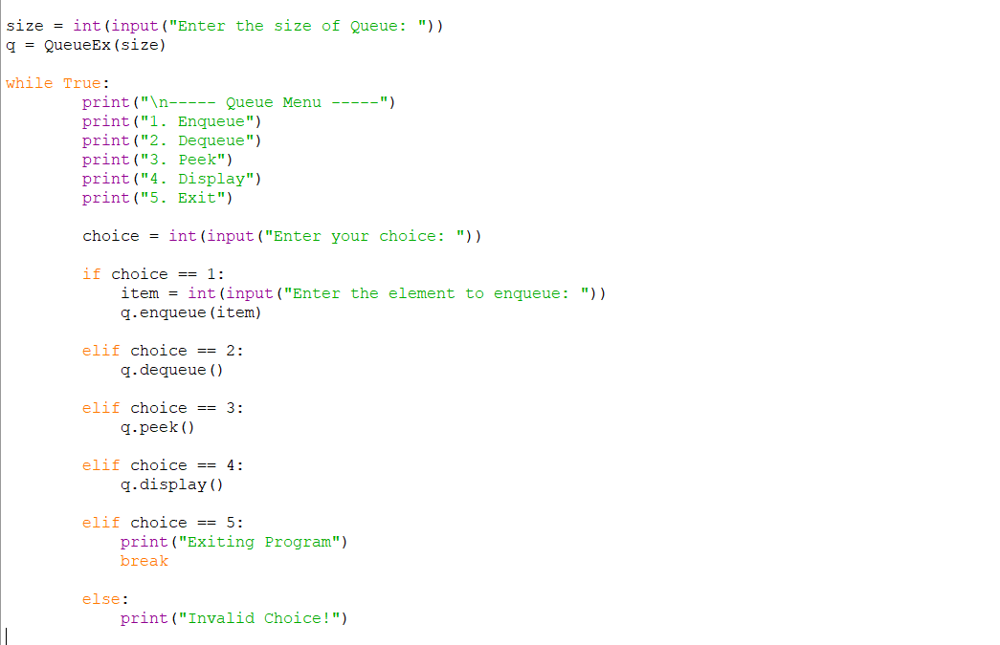 size = int(input("Enter the size of Queue: "))
q = QueueEx(size)
while True:
print("\n----- Queue Menu -----")
print("1. Enqueue")
print("2. Dequeue")
print("3. Peek")
print("4. Display")
print("5. Exit")
choice = int(input("Enter your choice: "))
if choice == 1:
item = int(input("Enter the element to enqueue: "))
q.enqueue(item)
elif choice == 2:
q.dequeue()
elif choice == 3:
q.peek()
elif choice == 4:
q.display()
elif choice == 5:
print("Exiting Program")
break
else:
print("Invalid Choice!")